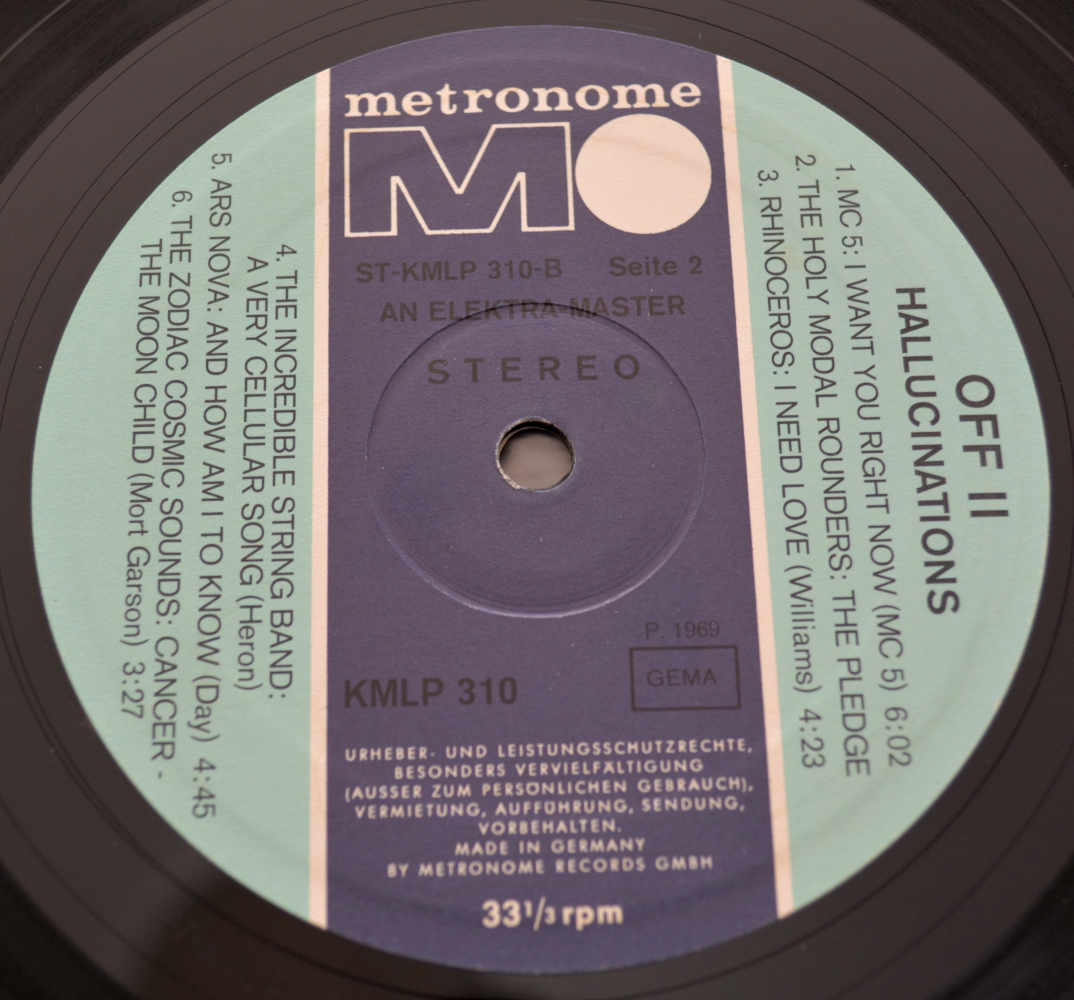 metronome
MO
ST-KMLP 310-B Seite 2
AN ELEKTRA-MASTER
STEREO
P. 1969
GEMA
KMLP 310
URHEBER- UND LEISTUNGSSCHUTZRECHTE,
BESONDERS VERVIELFÄLTIGUNG
(AUSSER ZUM PERSÖNLICHEN GEBRAUCH),
VERMIETUNG, AUFFÜHRUNG, SENDUNG,
VORBEHALTEN.
MADE IN GERMANY
BY METRONOME RECORDS GMBH
33 1/3 rpm
OFF II
HALLUCINATIONS
1. MC 5: I WANT YOU RIGHT NOW (MC 5) 6:02
2. THE HOLY MODAL ROUNDERS: THE PLEDGE
3. RHINOCEROS: I NEED LOVE (Williams) 4:23
4. THE INCREDIBLE STRING BAND:
A VERY CELLULAR SONG (Heron)
5. ARS NOVA: AND HOW AM I TO KNOW (Day) 4:45
6. THE ZODIAC COSMIC SOUNDS: CANCER -
THE MOON CHILD (Mort Garson) 3:27